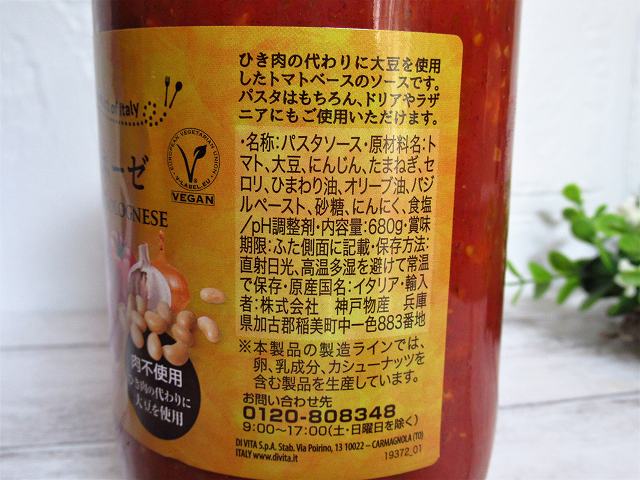 ひき肉の代わりに大豆を使用
したトマトベースのソースです。
パスタはもちろん、ドリアやラザ
ニアにもご使用いただけます。
of Italy
EUROPEAN VEGETARIAN UNION
V-LABEL.EU
VEGAN
ーゼ
OLOGNESE
・名称:パスタソース・原材料名:ト
マト、大豆、にんじん、たまねぎ、セ
ロリ、ひまわり油、オリーブ油、バジ
ルペースト、砂糖、にんにく、食塩
/pH調整剤・内容量:680g・賞味
期限:ふた側面に記載・保存方法:
直射日光、高温多湿を避けて常温
で保存・原産国名:イタリア・輸入
者:株式会社 神戸物産 兵庫
県加古郡稲美町中一色883番地
※本製品の製造ラインでは、
卵、乳成分、カシューナッツを
含む製品を生産しています。
お問い合わせ先
0120-808348
9:00〜17:00(土・日曜日を除く)
DI VITA S.p.A. Stab. Via Poirino, 13 10022 – CARMAGNOLA (TO)
ITALY www.divita.it
19372_01
肉不使用
ひき肉の代わりに
大豆を使用